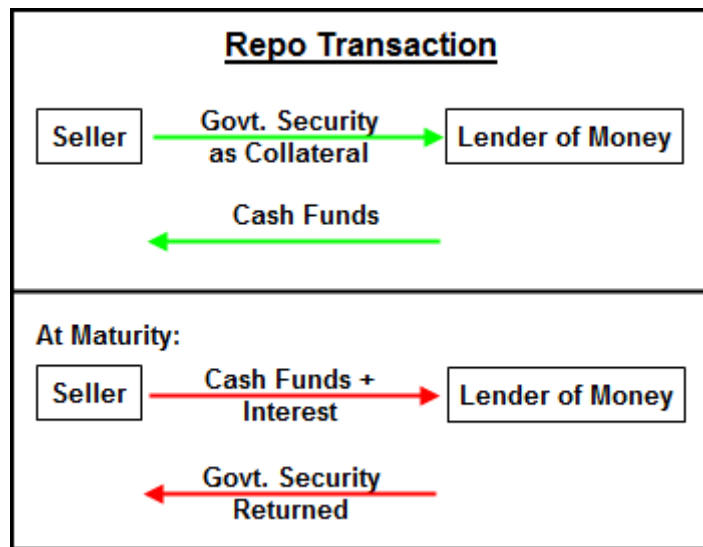 Repo Transaction
Seller
Govt. Security
as Collateral
Lender of Money
Cash Funds
At Maturity:
Seller
Cash Funds +
Interest
Lender of Money
Govt. Security
Returned